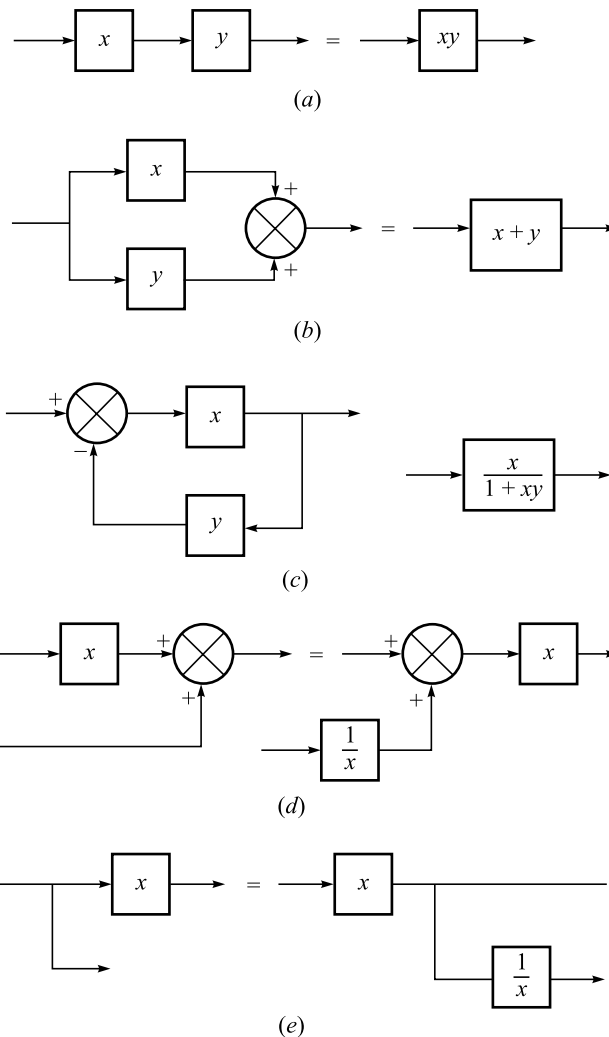 x y = xy
(a)
x
+
y
+
= x + y
(b)
+
x
−
x
1 + xy
y
(c)
x + = + x
+ +
1
x
(d)
x = x
1
x
(e)